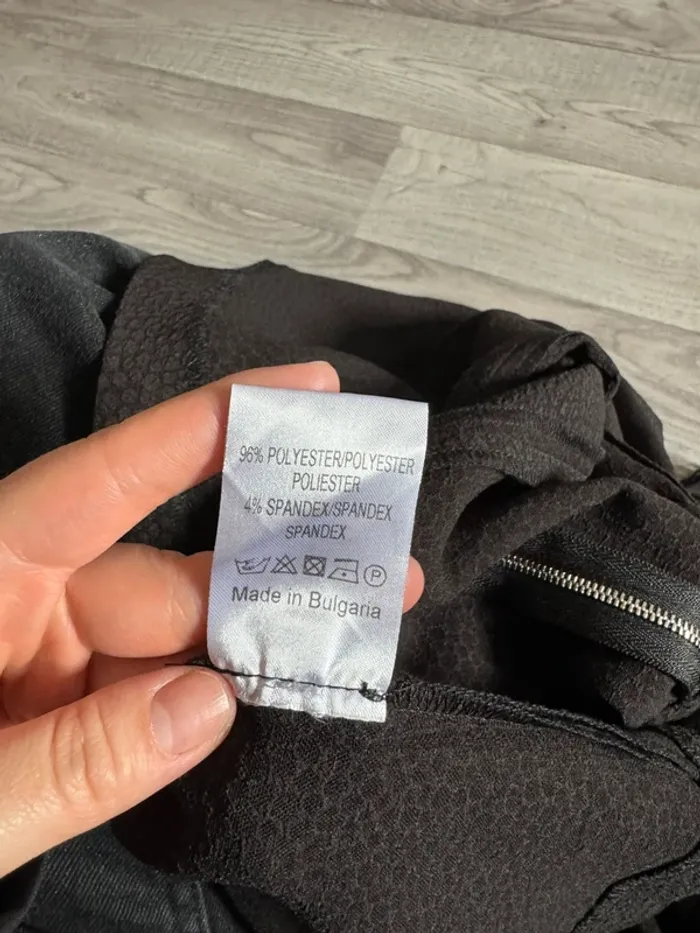 96% POLYESTER/POLYESTER
POLIESTER
4% SPANDEX/SPANDEX
SPANDEX
P
Made in Bulgaria